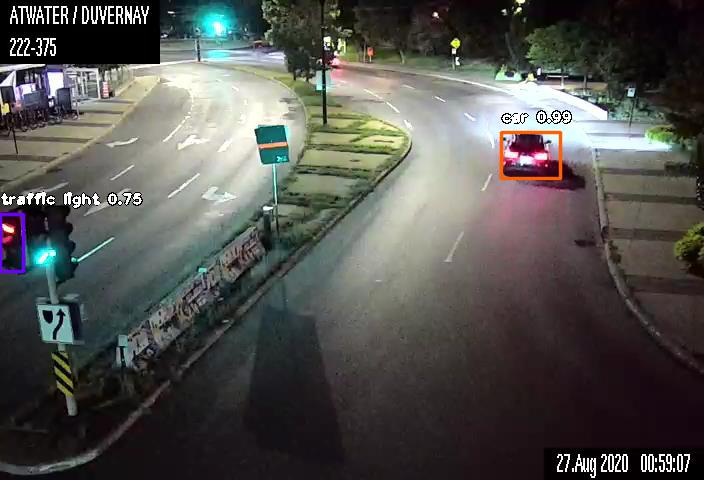 ATWATER / DUVERNAY
222-375
car 0.99
traffic light 0.75
27.Aug 2020 00:59:07